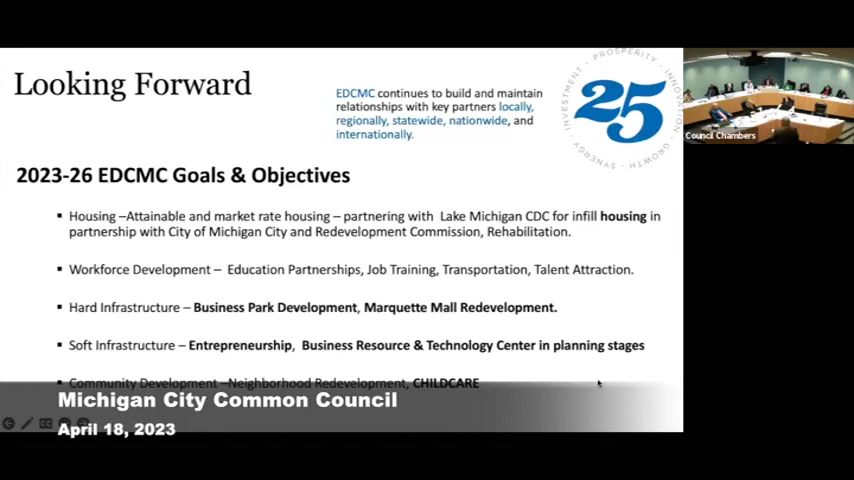 Looking Forward
EDCMC continues to build and maintain
relationships with key partners locally,
regionally, statewide, nationwide, and
internationally.
INVESTMENT - PROSPERITY - INNOVATION - GROWTH - SYNERGY
25
Council Chambers
2023-26 EDCMC Goals & Objectives
▪ Housing –Attainable and market rate housing – partnering with Lake Michigan CDC for infill housing in
partnership with City of Michigan City and Redevelopment Commission, Rehabilitation.
▪ Workforce Development – Education Partnerships, Job Training, Transportation, Talent Attraction.
▪ Hard Infrastructure – Business Park Development, Marquette Mall Redevelopment.
▪ Soft Infrastructure – Entrepreneurship, Business Resource & Technology Center in planning stages
▪ Community Development –Neighborhood Redevelopment, CHILDCARE
Michigan City Common Council
April 18, 2023